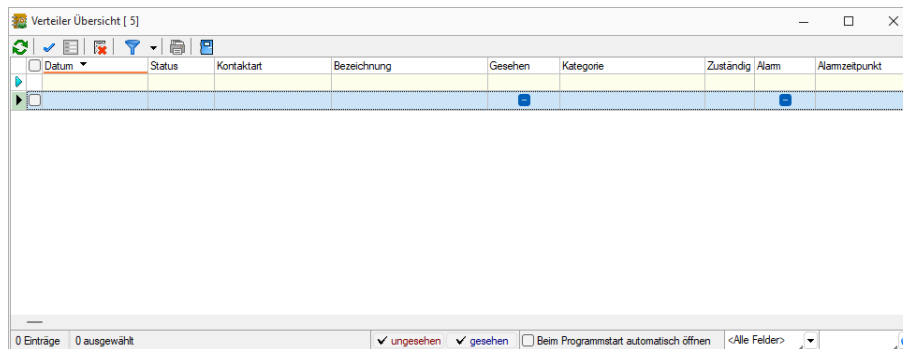 Verteiler Übersicht [ 5]
Datum Status Kontaktart Bezeichnung Gesehen Kategorie Zuständig Alarm Alarmzeitpunkt
0 Einträge 0 ausgewählt ungesehen gesehen Beim Programmstart automatisch öffnen <Alle Felder>